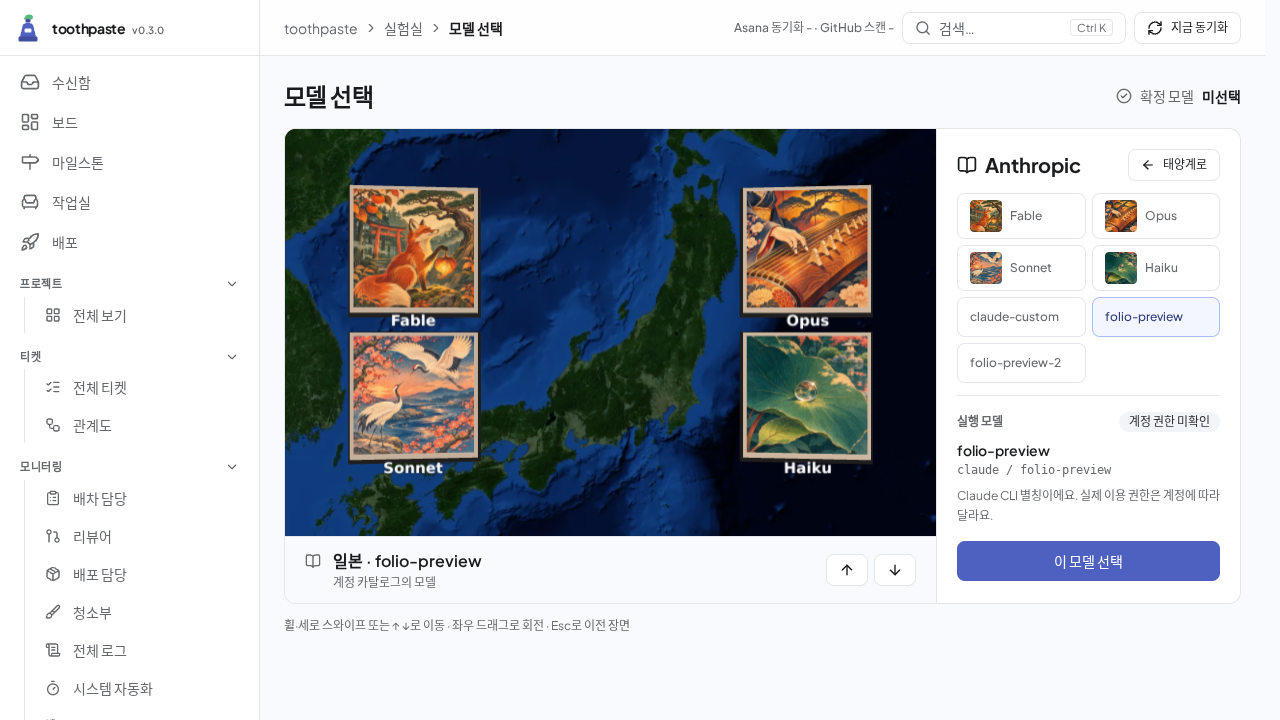 toothpaste v0.3.0
toothpaste > 실험실 > 모델 선택
Asana 동기화 - · GitHub 스캔 -
검색...
Ctrl K
지금 동기화
수신함
보드
마일스톤
작업실
배포
프로젝트
전체 보기
티켓
전체 티켓
관계도
모니터링
배차 담당
리뷰어
배포 담당
청소부
전체 로그
시스템 자동화
모델 선택
확정 모델 미선택
Fable
Opus
Sonnet
Haiku
일본 · folio-preview
계정 카탈로그의 모델
휠·세로 스와이프 또는 ↑ ↓로 이동 · 좌우 드래그로 회전 · Esc로 이전 장면
Anthropic
태양계로
Fable
Opus
Sonnet
Haiku
claude-custom
folio-preview
folio-preview-2
실행 모델
계정 권한 미확인
folio-preview
claude / folio-preview
Claude CLI 별칭이에요. 실제 이용 권한은 계정에 따라
달라요.
이 모델 선택